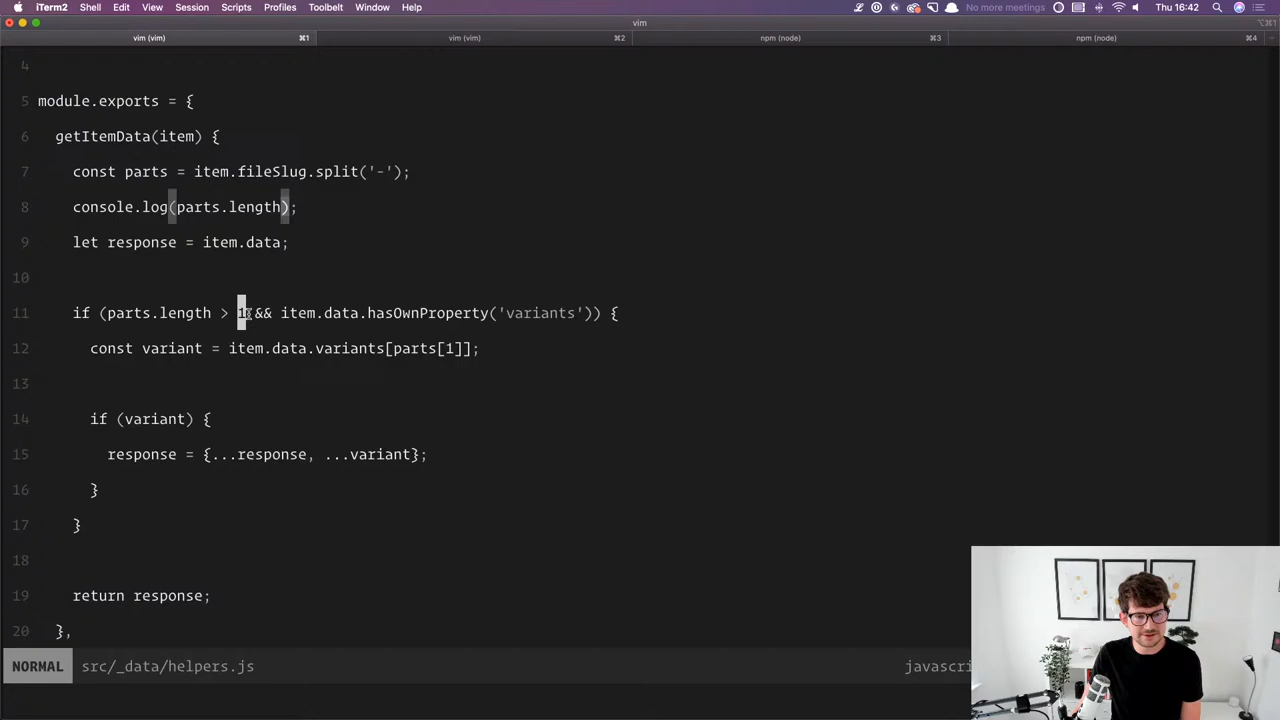 iTerm2 Shell Edit View Session Scripts Profiles Toolbelt Window Help No more meetings Thu 16:42
vim
⌥⌘1
vim (vim) ⌘1 vim (vim) ⌘2 npm (node) ⌘3 npm (node) ⌘4
4
5 module.exports = {
6 getItemData(item) {
7 const parts = item.fileSlug.split('-');
8 console.log(parts.length);
9 let response = item.data;
10
11 if (parts.length > 1 && item.data.hasOwnProperty('variants')) {
12 const variant = item.data.variants[parts[1]];
13
14 if (variant) {
15 response = {...response, ...variant};
16 }
17 }
18
19 return response;
20 },
NORMAL src/_data/helpers.js javascri